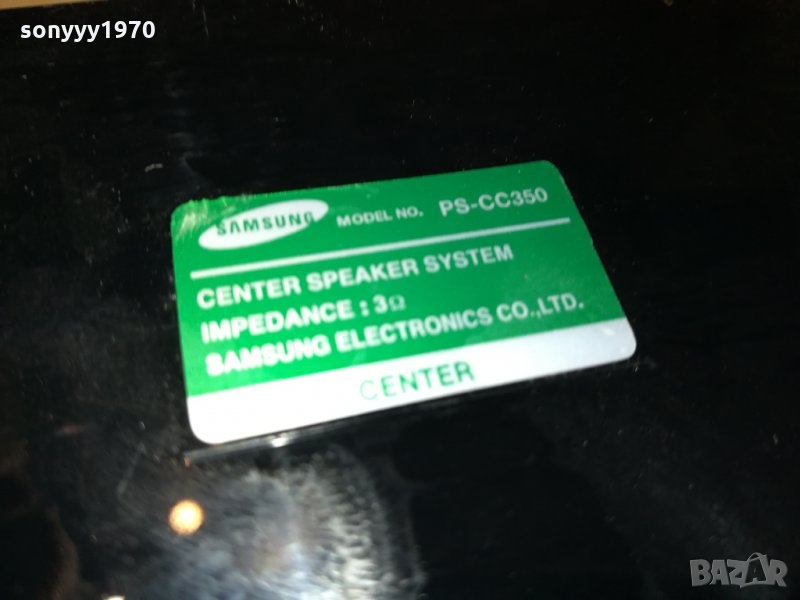 sonyyy1970
SAMSUNG MODEL NO. PS-CC350
CENTER SPEAKER SYSTEM
IMPEDANCE : 3Ω
SAMSUNG ELECTRONICS CO.,LTD.
CENTER
BAZAR